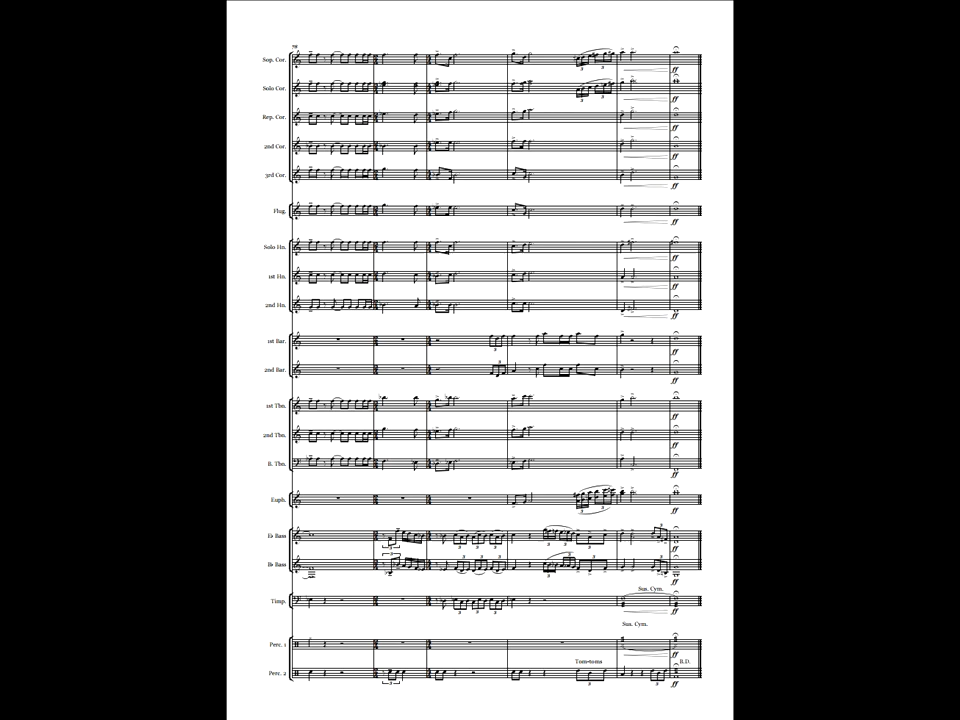 78
Sop. Cor.
Solo Cor.
Rep. Cor.
2nd Cor.
3rd Cor.
Flug.
Solo Hn.
1st Hn.
2nd Hn.
1st Bar.
2nd Bar.
1st Tbn.
2nd Tbn.
B. Tbn.
Euph.
E♭ Bass
B♭ Bass
Sus. Cym.
Timp.
Sus. Cym.
Perc. 1
Tom-toms B.D.
Perc. 2